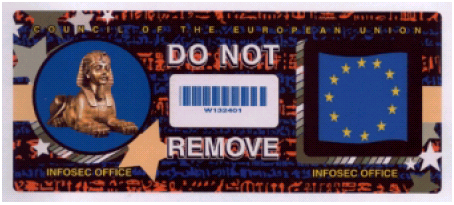 COUNCIL OF THE EUROPEAN UNION
DO NOT
W132401
REMOVE
INFOSEC OFFICE
INFOSEC OFFICE